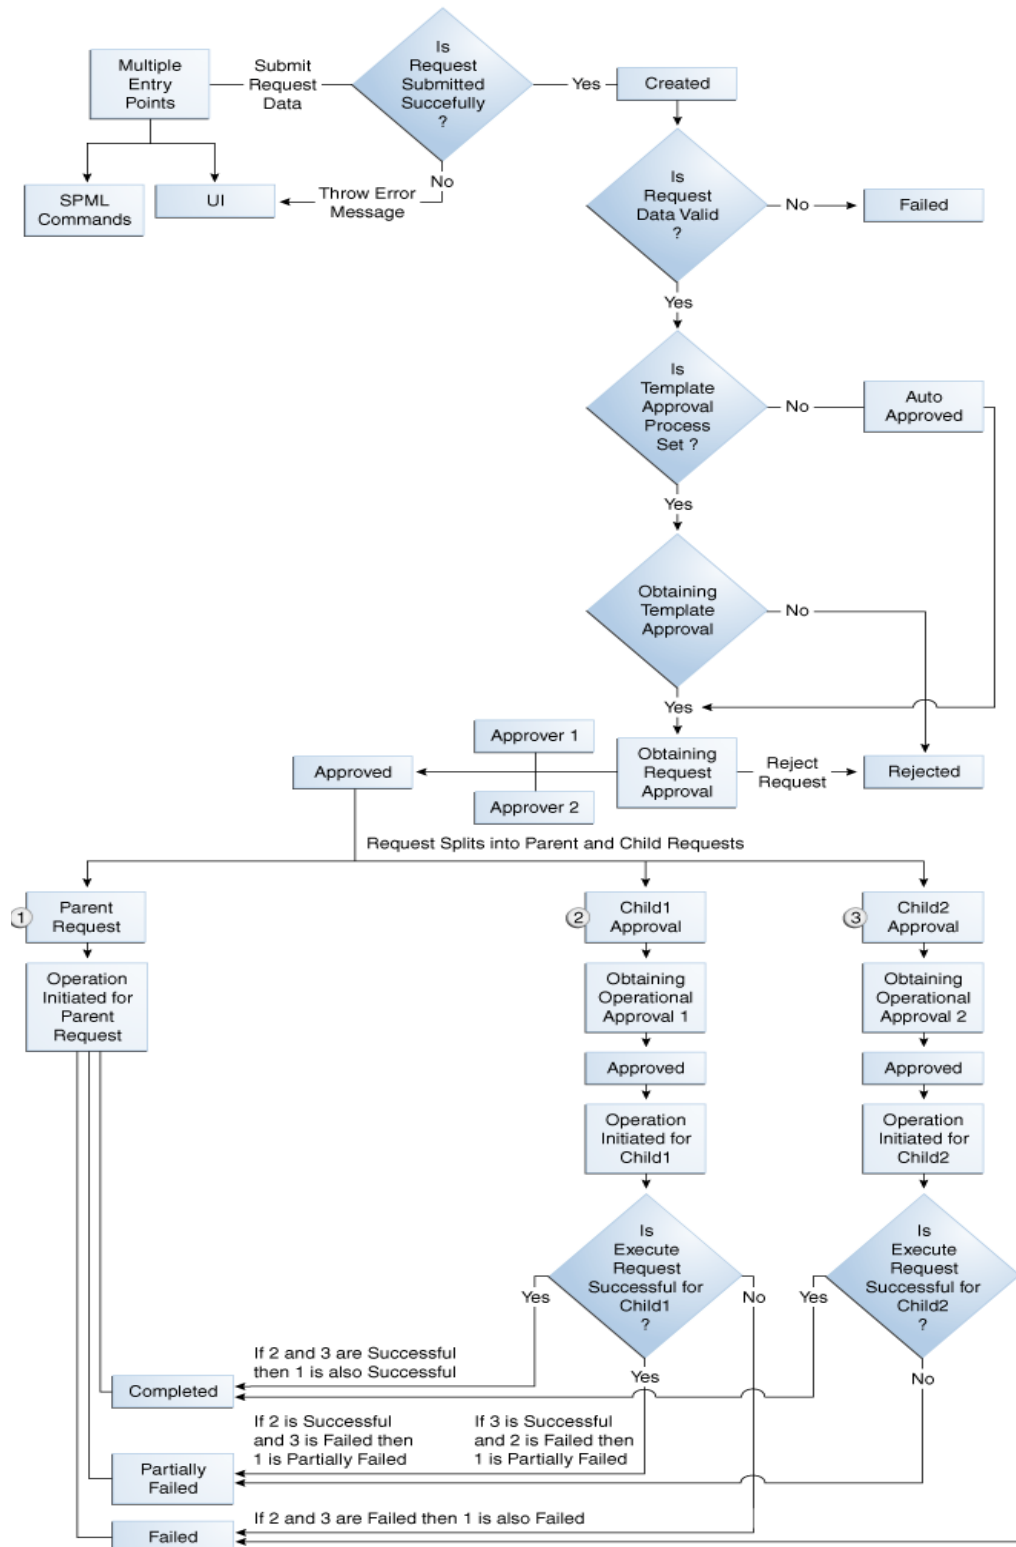 Is
Request
Submitted
Succefully
?
Multiple
Entry
Points
Submit
Request
Data
Yes
Created
No
Throw Error
Message
SPML
Commands
UI
Is
Request
Data Valid
?
No
Failed
Yes
Is
Template
Approval
Process
Set ?
No
Auto
Approved
Yes
Obtaining
Template
Approval
No
Yes
Approver 1
Approved
Approver 2
Obtaining
Request
Approval
Reject
Request
Rejected
Request Splits into Parent and Child Requests
1
Parent
Request
2
Child1
Approval
3
Child2
Approval
Operation
Initiated for
Parent
Request
Obtaining
Operational
Approval 1
Obtaining
Operational
Approval 2
Approved
Approved
Operation
Initiated for
Child1
Operation
Initiated for
Child2
Is
Execute
Request
Successful for
Child1
?
Is
Execute
Request
Successful for
Child2
?
Yes
No
Yes
If 2 and 3 are Successful
then 1 is also Successful
Yes
No
Completed
If 2 is Successful
and 3 is Failed then
1 is Partially Failed
If 3 is Successful
and 2 is Failed then
1 is Partially Failed
Partially
Failed
If 2 and 3 are Failed then 1 is also Failed
Failed